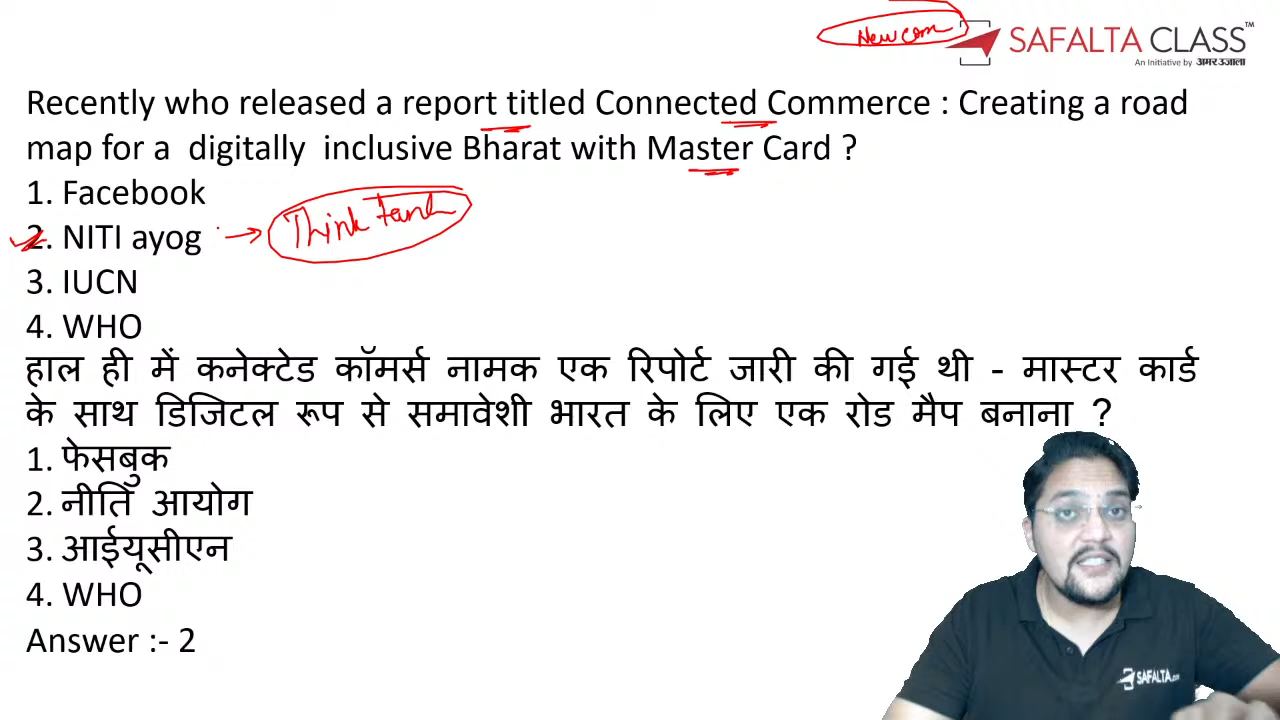 New com
SAFALTA CLASS™
An Initiative by अमर उजाला
Recently who released a report titled Connected Commerce : Creating a road
map for a digitally inclusive Bharat with Master Card ?
1. Facebook
2. NITI ayog → Think Tank
3. IUCN
4. WHO
हाल ही में कनेक्टेड कॉमर्स नामक एक रिपोर्ट जारी की गई थी - मास्टर कार्ड
के साथ डिजिटल रूप से समावेशी भारत के लिए एक रोड मैप बनाना ?
1. फेसबुक
2. नीति आयोग
3. आईयूसीएन
4. WHO
Answer :- 2
SAFALTA.com